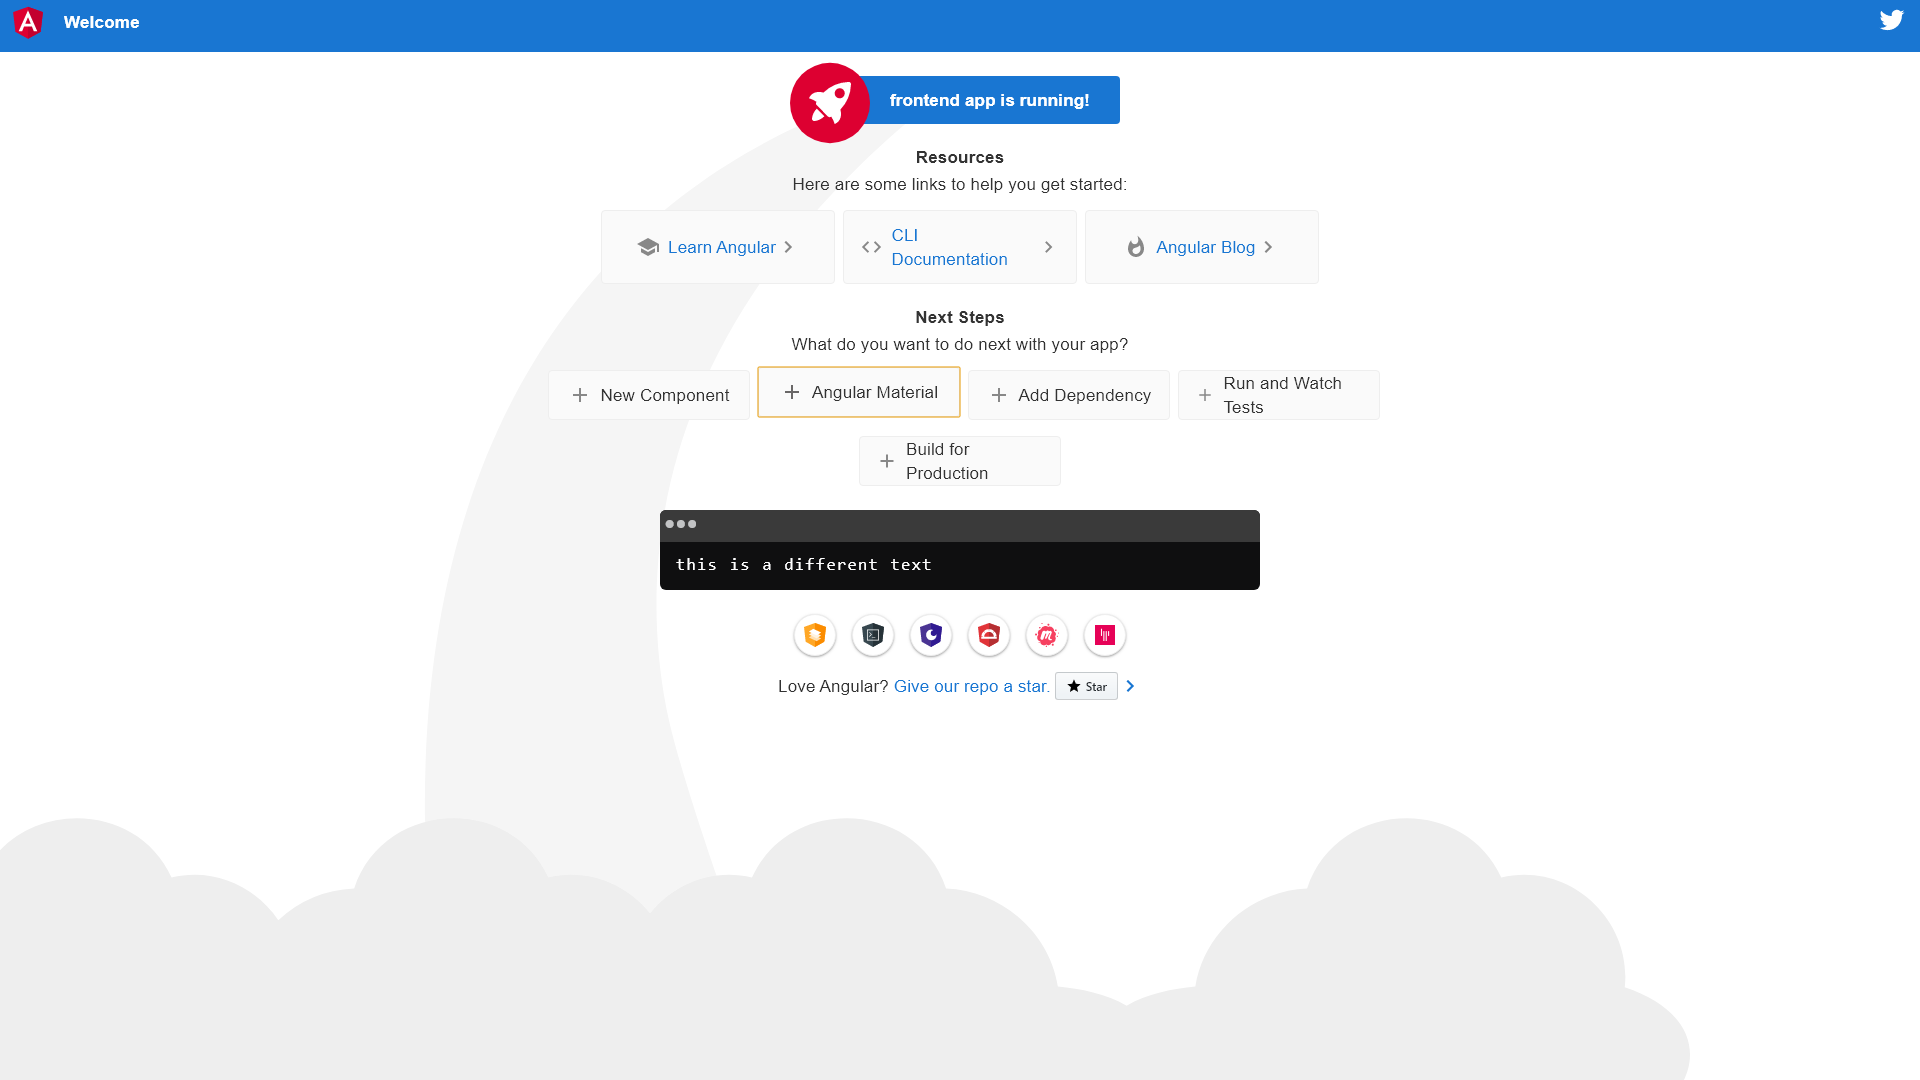 Welcome
frontend app is running!
Resources
Here are some links to help you get started:
Learn Angular
CLI
Documentation
Angular Blog
Next Steps
What do you want to do next with your app?
New Component
Angular Material
Add Dependency
Run and Watch
Tests
Build for
Production
this is a different text
Love Angular? Give our repo a star. Star